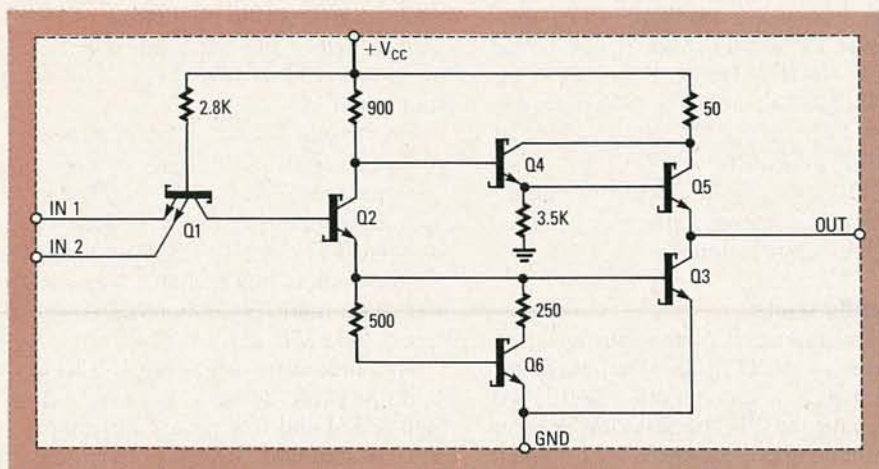 +VCC
2.8K
900
50
Q4
IN 1
Q1
Q2
Q5
3.5K
OUT
IN 2
Q3
500
250
Q6
GND